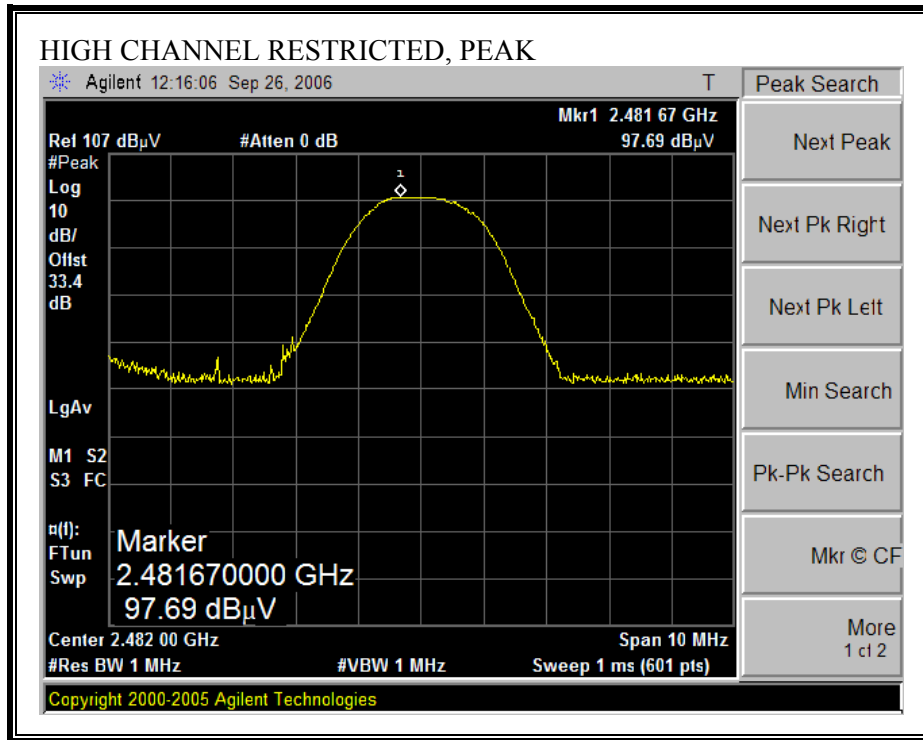 HIGH CHANNEL RESTRICTED, PEAK
Agilent 12:16:06 Sep 26, 2006 T
Peak Search
Mkr1 2.481 67 GHz
Ref 107 dBµV #Atten 0 dB 97.69 dBµV
#Peak
Log
10
dB/
Offst
33.4
dB
1
LgAv
M1 S2
S3 FC
¤(f):
FTun
Swp
Marker
2.481670000 GHz
97.69 dBµV
Center 2.482 00 GHz Span 10 MHz
#Res BW 1 MHz #VBW 1 MHz Sweep 1 ms (601 pts)
Copyright 2000-2005 Agilent Technologies
Next Peak
Next Pk Right
Next Pk Left
Min Search
Pk-Pk Search
Mkr © CF
More
1 of 2